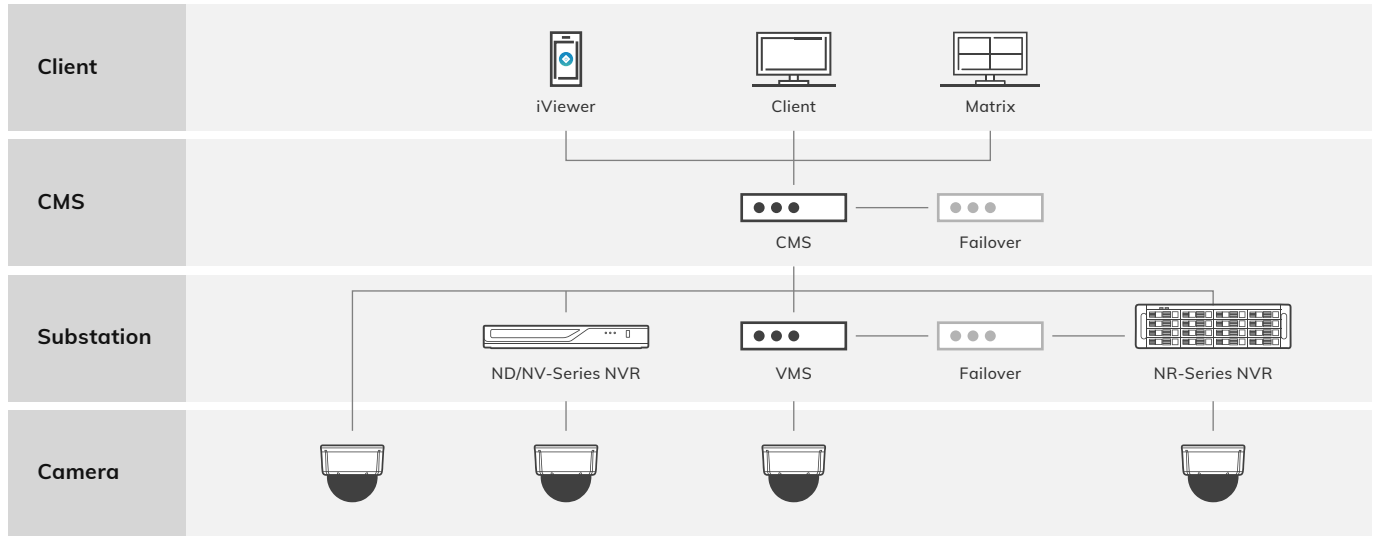 Client
iViewer
Client
Matrix
CMS
CMS
Failover
Substation
ND/NV-Series NVR
VMS
Failover
NR-Series NVR
Camera